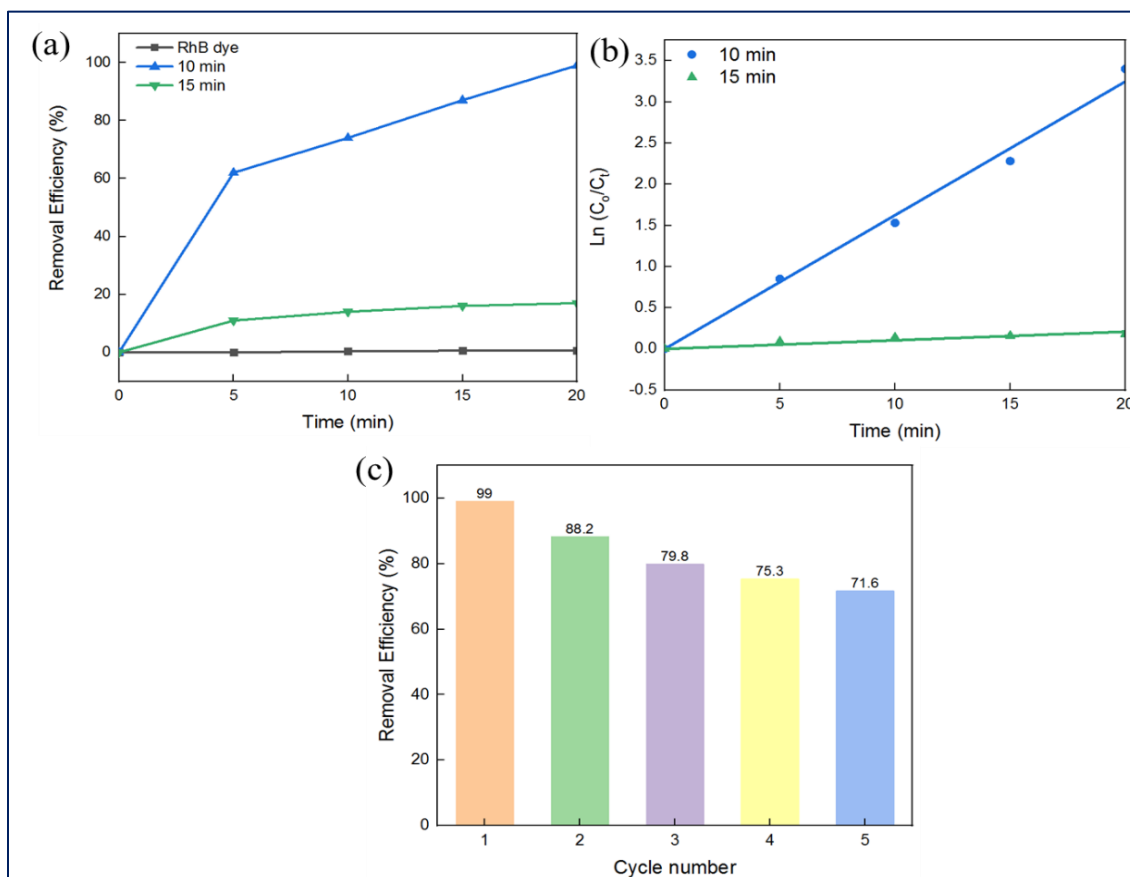 (a)
RhB dye
10 min
15 min
100
80
60
40
20
0
Removal Efficiency (%)
0 5 10 15 20
Time (min)
(b)
10 min
15 min
3.5
3.0
2.5
2.0
1.5
1.0
0.5
0.0
-0.5
Ln (C₀/Cₜ)
0 5 10 15 20
Time (min)
(c)
100
80
60
40
20
0
Removal Efficiency (%)
99
88.2
79.8
75.3
71.6
1 2 3 4 5
Cycle number